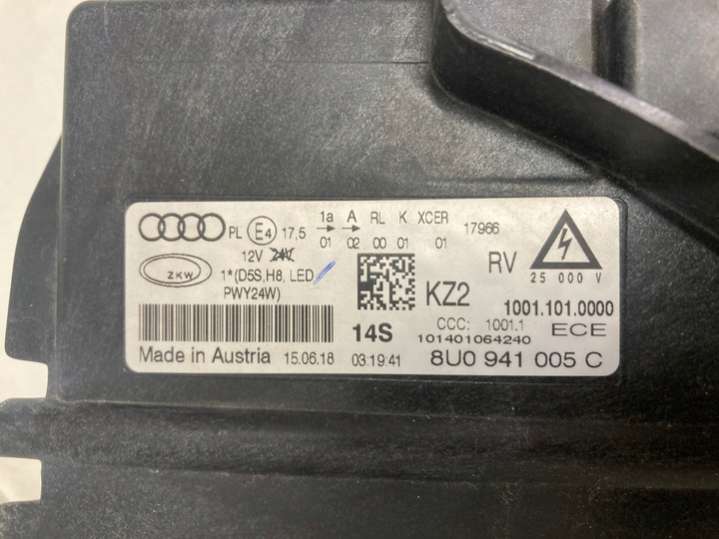 PL E4 17,5 1a A RL K XCER 17966
01 02 00 01 01
12V 24V
ZKW 1*(D5S,H8, LED
PWY24W)
KZ2
RV
25 000 V
1001.101.0000
14S CCC: 1001.1 ECE
101401064240
Made in Austria 15.06.18 03:19:41 8U0 941 005 C